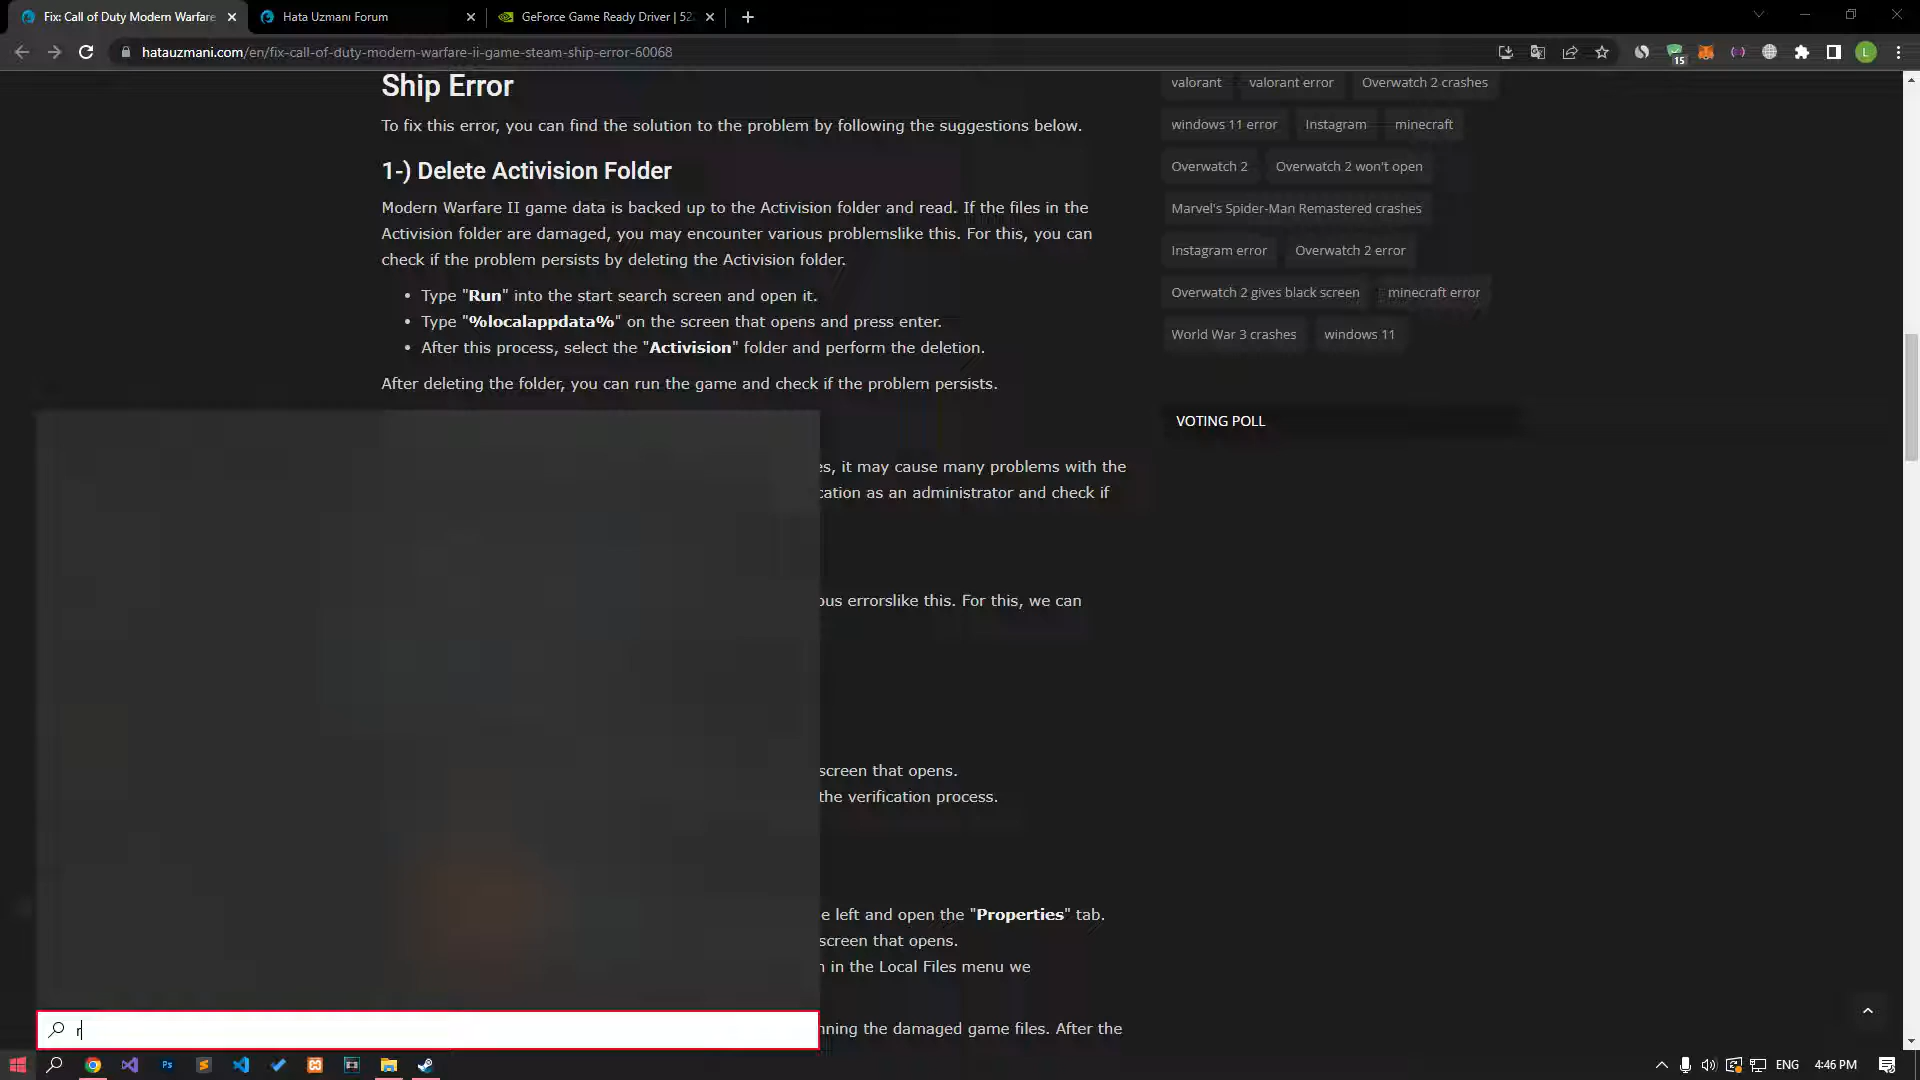 Fix: Call of Duty Modern Warfare
Hata Uzmanı Forum
GeForce Game Ready Driver | 52
hatauzmani.com/en/fix-call-of-duty-modern-warfare-ii-game-steam-ship-error-60068
15
L
Ship Error
To fix this error, you can find the solution to the problem by following the suggestions below.
1-) Delete Activision Folder
Modern Warfare II game data is backed up to the Activision folder and read. If the files in the
Activision folder are damaged, you may encounter various problemslike this. For this, you can
check if the problem persists by deleting the Activision folder.
• Type "Run" into the start search screen and open it.
• Type "%localappdata%" on the screen that opens and press enter.
• After this process, select the "Activision" folder and perform the deletion.
After deleting the folder, you can run the game and check if the problem persists.
es, it may cause many problems with the
cation as an administrator and check if
ous errorslike this. For this, we can
screen that opens.
the verification process.
e left and open the "Properties" tab.
screen that opens.
n in the Local Files menu we
nning the damaged game files. After the
valorant valorant error Overwatch 2 crashes
windows 11 error Instagram minecraft
Overwatch 2 Overwatch 2 won't open
Marvel's Spider-Man Remastered crashes
Instagram error Overwatch 2 error
Overwatch 2 gives black screen minecraft error
World War 3 crashes windows 11
VOTING POLL
r
Ps
ENG
4:46 PM